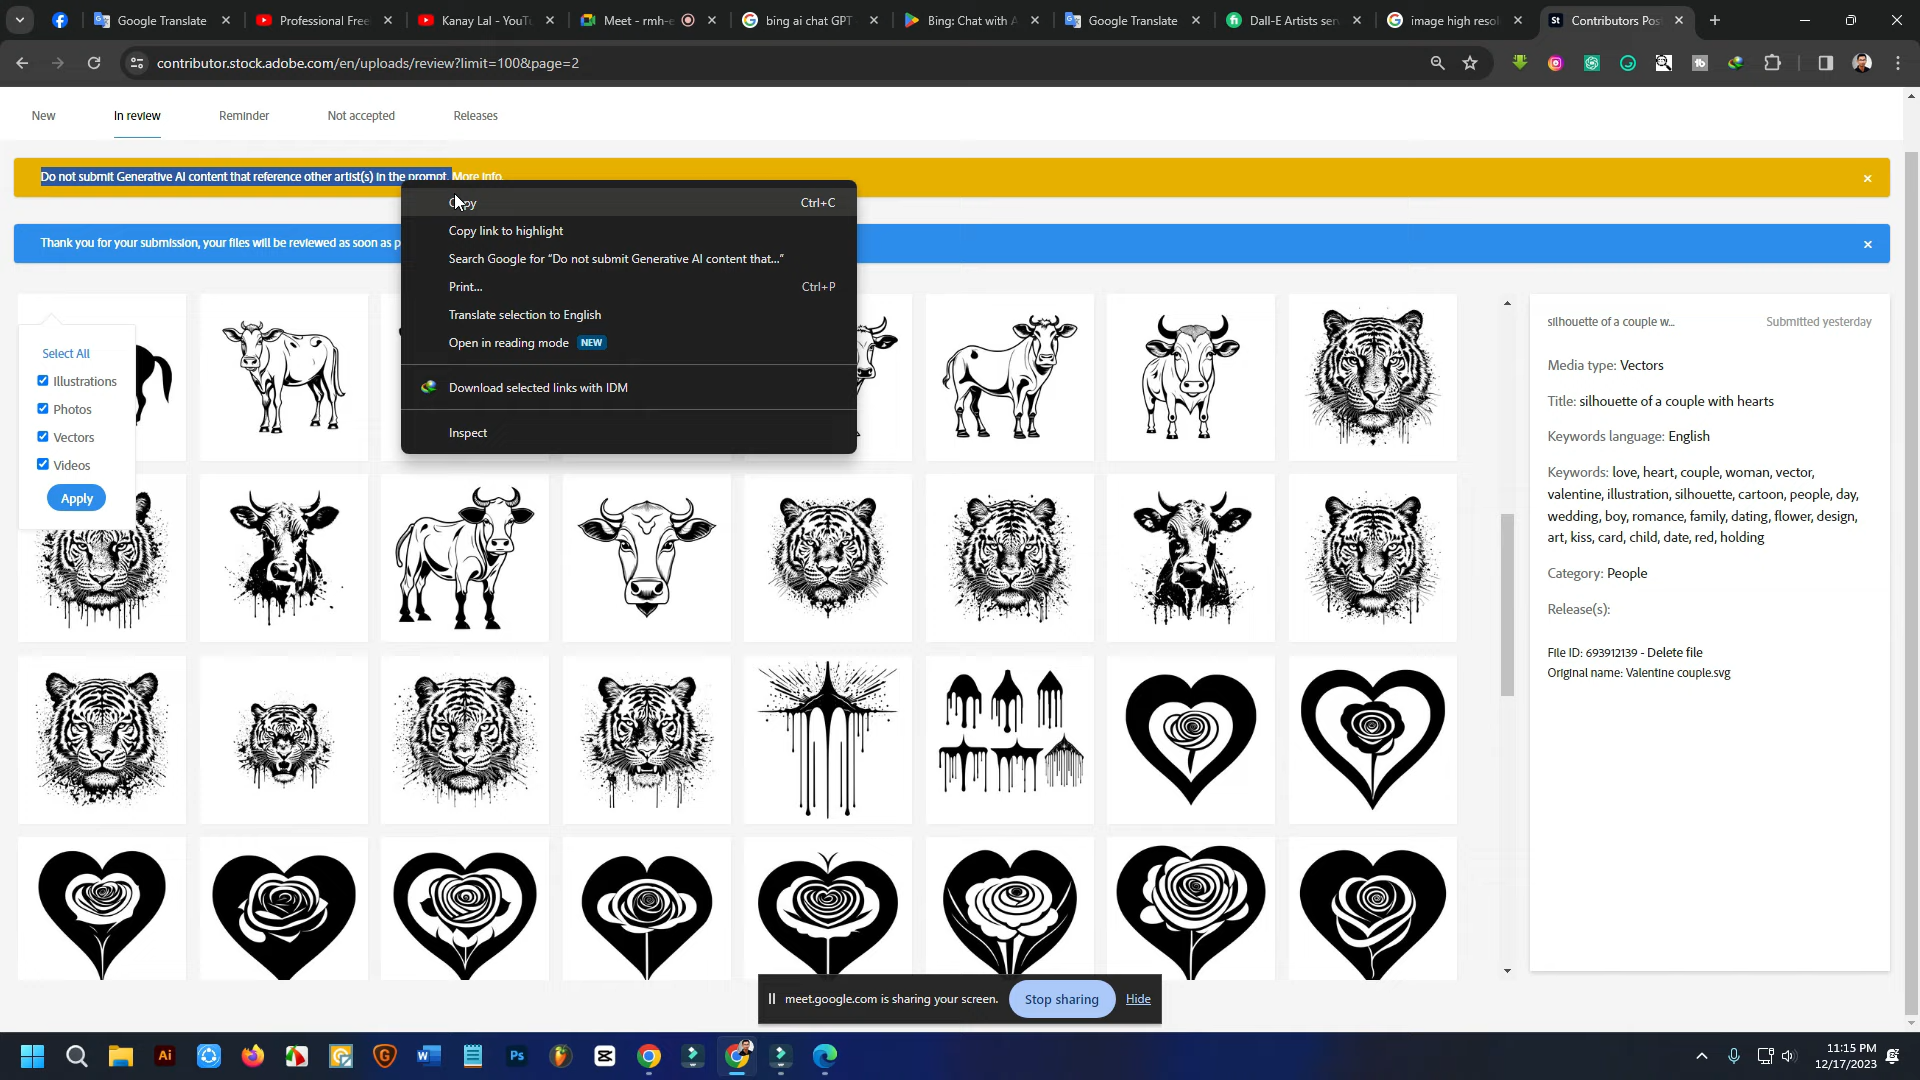 Google Translate
Professional Free
Kanay Lal - YouTu
Meet - rmh-e
bing ai chat GPT
Bing: Chat with A
Google Translate
Dall-E Artists ser
image high resol
Contributors Pos
contributor.stock.adobe.com/en/uploads/review?limit=100&page=2
New
In review
Reminder
Not accepted
Releases
Do not submit Generative AI content that reference other artist(s) in the prompt. More info
Thank you for your submission, your files will be reviewed as soon as p
Copy Ctrl+C
Copy link to highlight
Search Google for “Do not submit Generative AI content that...”
Print... Ctrl+P
Translate selection to English
Open in reading mode NEW
Download selected links with IDM
Inspect
Select All
Illustrations
Photos
Vectors
Videos
Apply
silhouette of a couple w... Submitted yesterday
Media type: Vectors
Title: silhouette of a couple with hearts
Keywords language: English
Keywords: love, heart, couple, woman, vector,
valentine, illustration, silhouette, cartoon, people, day,
wedding, boy, romance, family, dating, flower, design,
art, kiss, card, child, date, red, holding
Category: People
Release(s):
File ID: 693912139 - Delete file
Original name: Valentine couple.svg
meet.google.com is sharing your screen. Stop sharing Hide
11:15 PM
12/17/2023